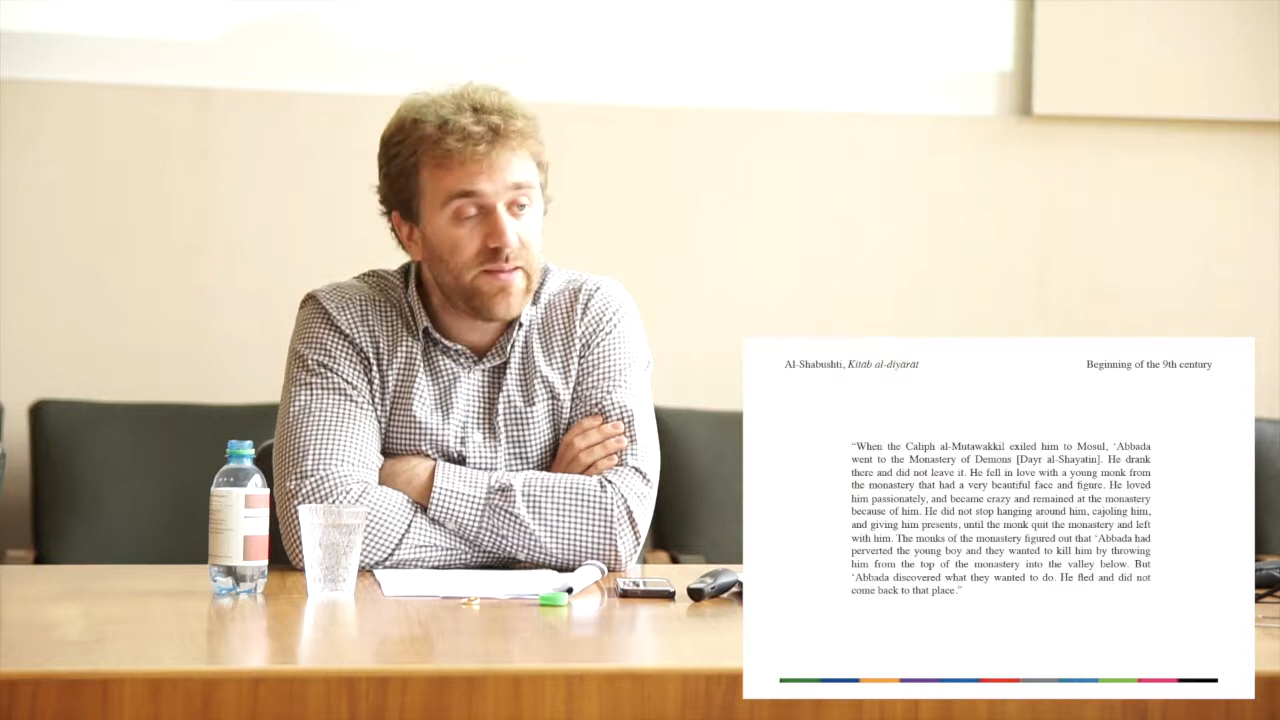 Al-Shabushti, Kitāb al-diyārāt
Beginning of the 9th century
“When the Caliph al-Mutawakkil exiled him to Mosul, ‘Abbada
went to the Monastery of Demons [Dayr al-Shayatin]. He drank
there and did not leave it. He fell in love with a young monk from
the monastery that had a very beautiful face and figure. He loved
him passionately, and became crazy and remained at the monastery
because of him. He did not stop hanging around him, cajoling him,
and giving him presents, until the monk quit the monastery and left
with him. The monks of the monastery figured out that ‘Abbada had
perverted the young boy and they wanted to kill him by throwing
him from the top of the monastery into the valley below. But
‘Abbada discovered what they wanted to do. He fled and did not
come back to that place.”